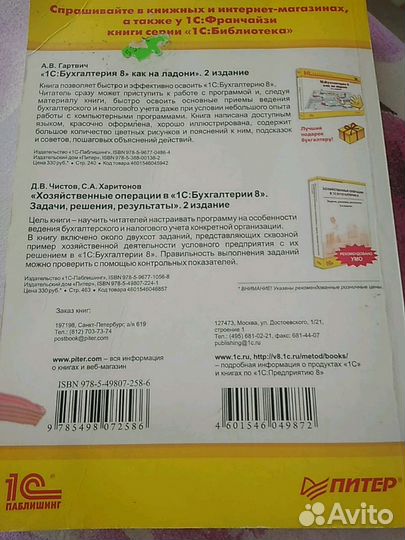 Спрашивайте в книжных и интернет-магазинах,
а также у 1С:Франчайзи
книги серии «1С:Библиотека»
А.В. Гартвич
«1С:Бухгалтерия 8» как на ладони». 2 издание
Книга позволяет быстро и эффективно освоить «1С:Бухгалтерию 8».
Читатель сразу может приступить к работе с программой и, следуя
материалу книги, быстро освоить основные приемы ведения
бухгалтерского и налогового учета даже при условии небольшого опыта
работы с компьютерными программами. Книга написана доступным
языком, красочно оформлена, хорошо иллюстрирована, содержит
большое количество цветных рисунков и пояснений к ним, подсказок
и советов, пошаговых объяснений действий.
Издательство «1С-Паблишинг», ISBN 978-5-9677-0486-4
Издательский дом «Питер», ISBN 978-5-388-00138-2
Цена 330 руб.* • Стр. 240 • Код товара 4601546045942
Лучший
подарок
бухгалтеру!
Д.В. Чистов, С.А. Харитонов
«Хозяйственные операции в «1С:Бухгалтерии 8».
Задачи, решения, результаты». 2 издание
Цель книги – научить читателей настраивать программу на особенности
ведения бухгалтерского и налогового учета конкретной организации.
В книгу включено около двухсот заданий, представляющих сквозной
пример хозяйственной деятельности условного предприятия с их
решениями в «1С:Бухгалтерии 8». Правильность выполнения заданий
можно проверить с помощью контрольных показателей.
Издательство «1С-Паблишинг», ISBN 978-5-9677-1056-8
Издательский дом «Питер», ISBN 978-5-49807-224-1
Цена 330 руб.* • Стр. 463 • Код товара 4601546046857
РЕКОМЕНДОВАНО
УМО
* ВНИМАНИЕ! Указаны рекомендованные розничные цены.
Заказ книг:
197198, Санкт-Петербург, а/я 619
тел.: (812) 703-73-74
postbook@piter.com
127473, Москва, ул. Достоевского, 1/21,
строение 1
Тел: (495) 681-02-21, факс: 681-44-07
publishing@1c.ru
www.piter.com – вся информация
о книгах и веб-магазин
www.1c.ru, http://v8.1c.ru/metod/books/
– подробная информация о продуктах «1С»
и книгах по «1С:Предприятию 8»
ISBN 978-5-49807-258-6
9 785498 072586
4 601546 049872
1С
ПАБЛИШИНГ
ПИТЕР
Avito